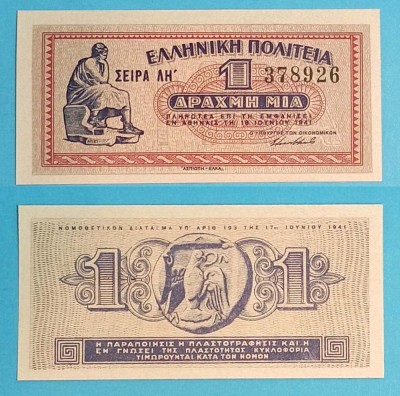 ΕΛΛΗΝΙΚΗ ΠΟΛΙΤΕΙΑ
ΣΕΙΡΑ ΛΗ'
1 378926
ΔΡΑΧΜΗ ΜΙΑ
ΠΛΗΡΩΤΕΑ ΕΠΙ ΤΗ ΕΜΦΑΝΙΣΕΙ
ΕΝ ΑΘΗΝΑΙΣ ΤΗ 18 ΙΟΥΝΙΟΥ 1941
Ο ΥΠΟΥΡΓΟΣ ΤΩΝ ΟΙΚΟΝΟΜΙΚΩΝ
ΑΣΠΙΩΤΗ-ΕΛΚΑ.
ΝΟΜΟΘΕΤΙΚΟΝ ΔΙΑΤΑΓΜΑ ΥΠ' ΑΡΙΘ 193 ΤΗΣ 17ης ΙΟΥΝΙΟΥ 1941
1 1
Η ΠΑΡΑΠΟΙΗΣΙΣ Η ΠΛΑΣΤΟΓΡΑΦΗΣΙΣ ΚΑΙ Η
ΕΝ ΓΝΩΣΕΙ ΤΗΣ ΠΛΑΣΤΟΤΗΤΟΣ ΚΥΚΛΟΦΟΡΙΑ
ΤΙΜΩΡΟΥΝΤΑΙ ΚΑΤΑ ΤΟΝ ΝΟΜΟΝ